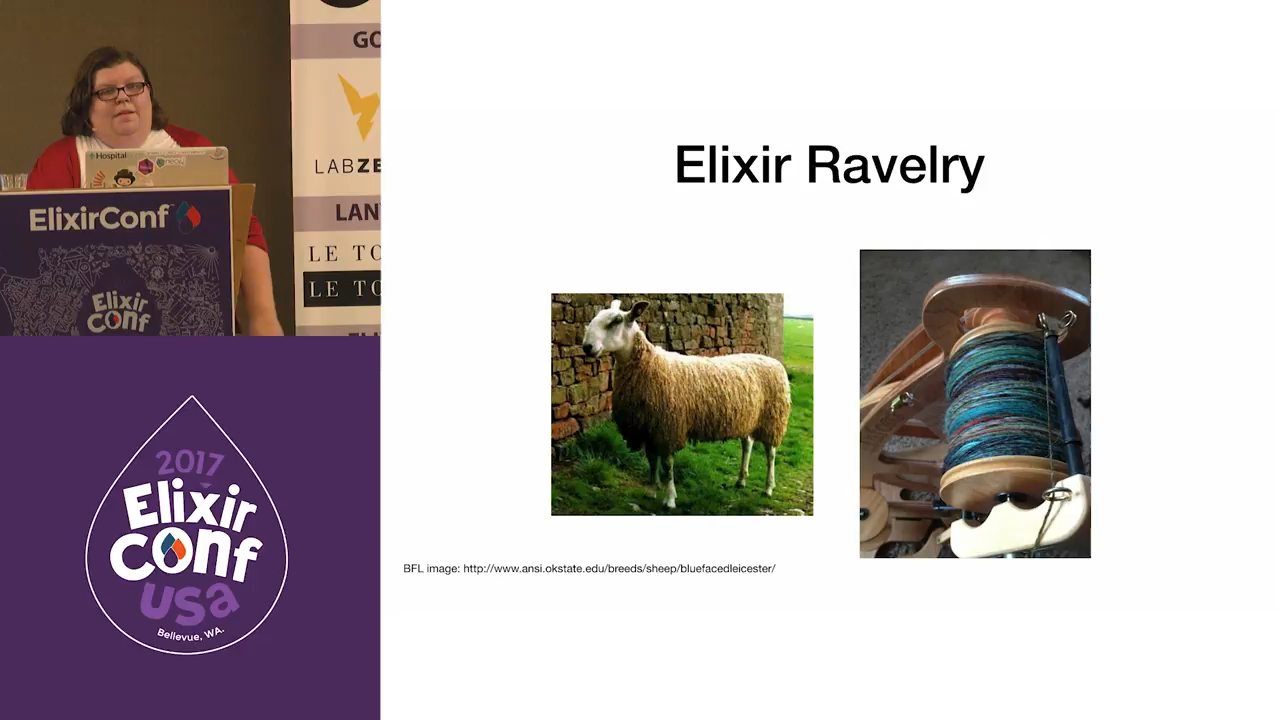 GO
LABZE
LAN
LE TO
LE TO
Hospital
ElixirConf
Elixir
Conf
2017
Elixir
Conf
USA
Bellevue, WA.
Elixir Ravelry
BFL image: http://www.ansi.okstate.edu/breeds/sheep/bluefacedleicester/